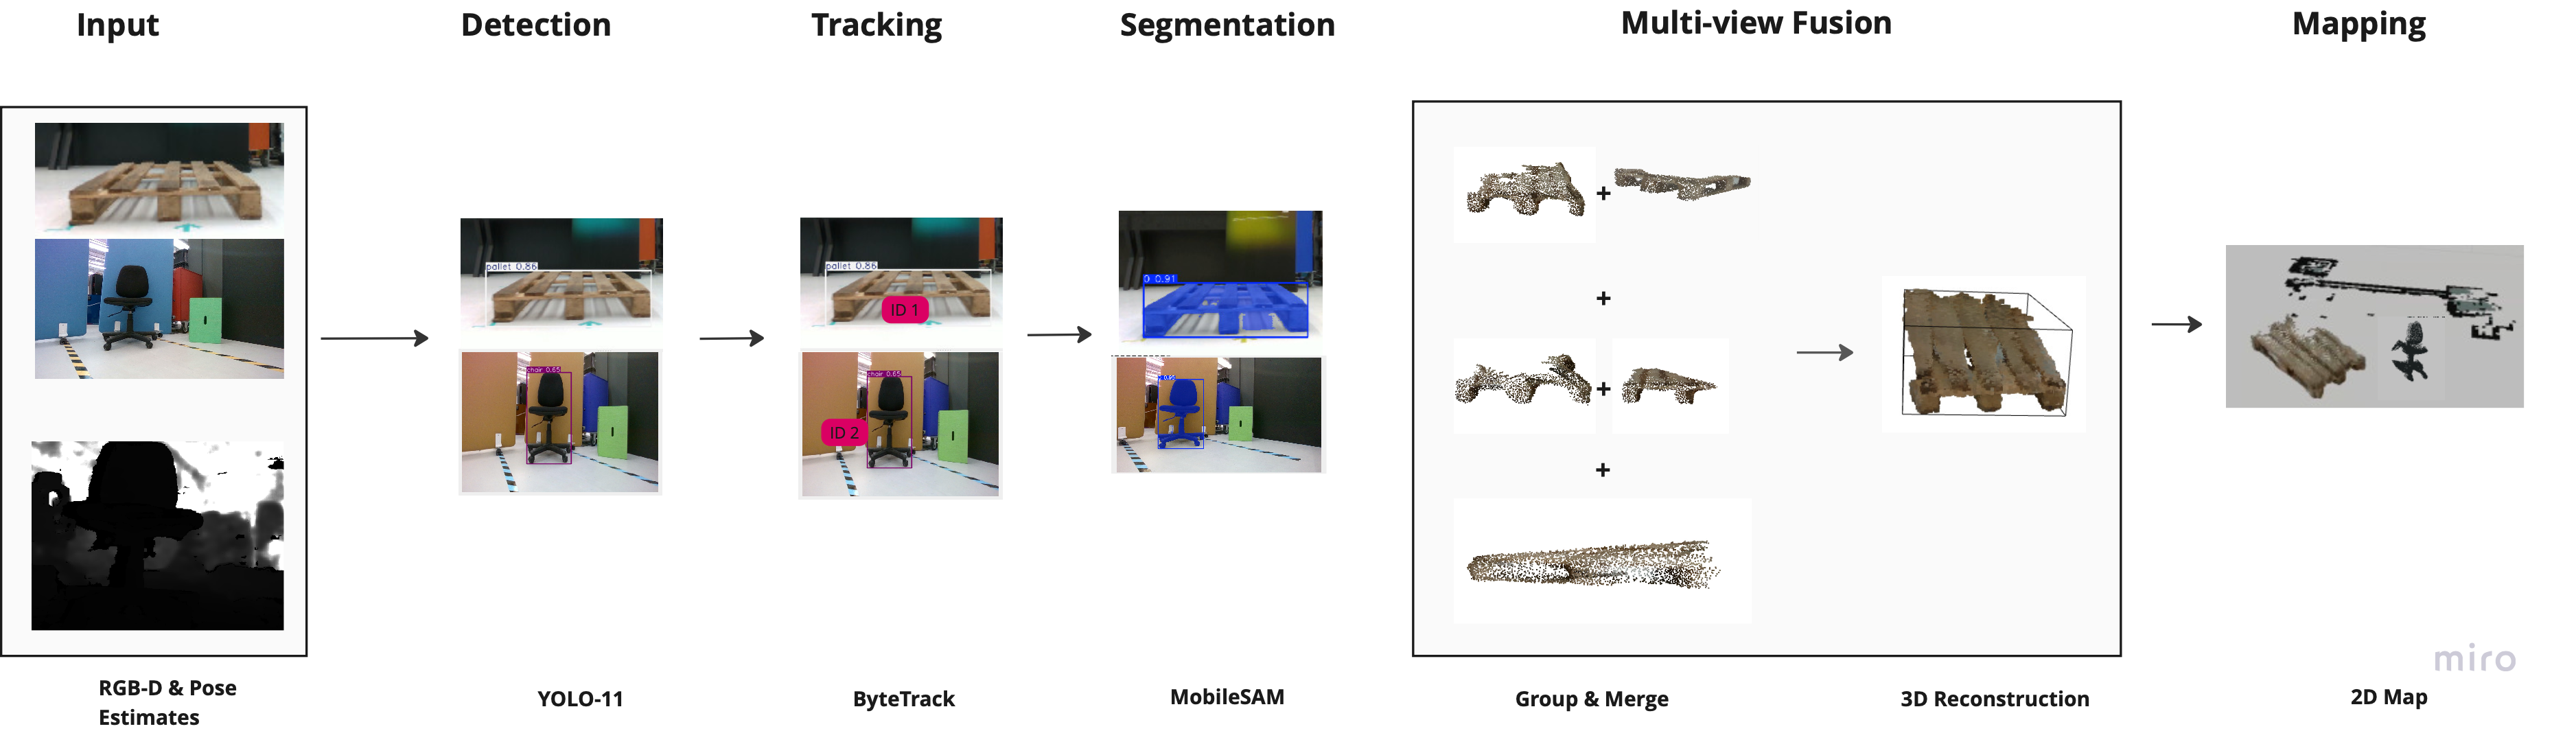 Input
Detection
Tracking
Segmentation
Multi-view Fusion
Mapping
pallet 0.86
chair 0.65
pallet 0.86
ID 1
chair 0.65
ID 2
0 0.91
+
+
+
+
RGB-D & Pose
Estimates
YOLO-11
ByteTrack
MobileSAM
Group & Merge
3D Reconstruction
2D Map
miro